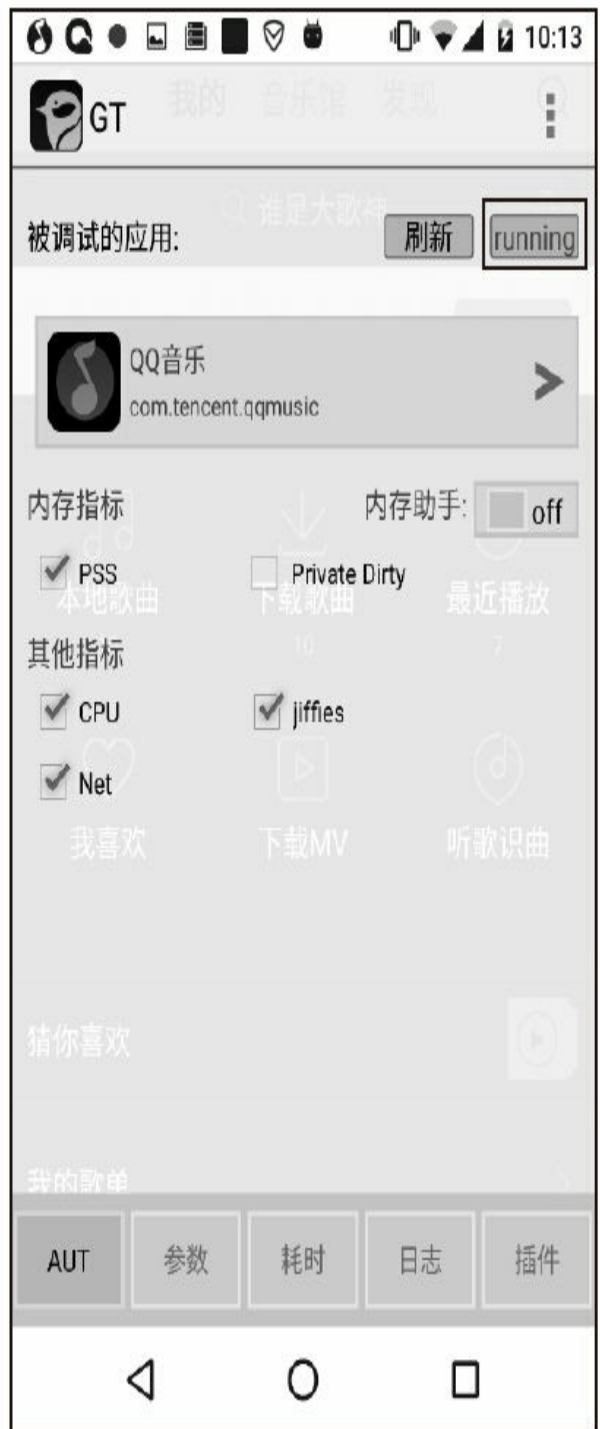 10:13
GT 我的 音乐馆 发现
谁是大歌神
被调试的应用: 刷新 running
QQ音乐
com.tencent.qqmusic
内存指标 内存助手: off
PSS Private Dirty
本地歌曲 下载歌曲 最近播放
10 7
其他指标
CPU jiffies
Net
我喜欢 下载MV 听歌识曲
猜你喜欢
我的歌单
AUT 参数 耗时 日志 插件